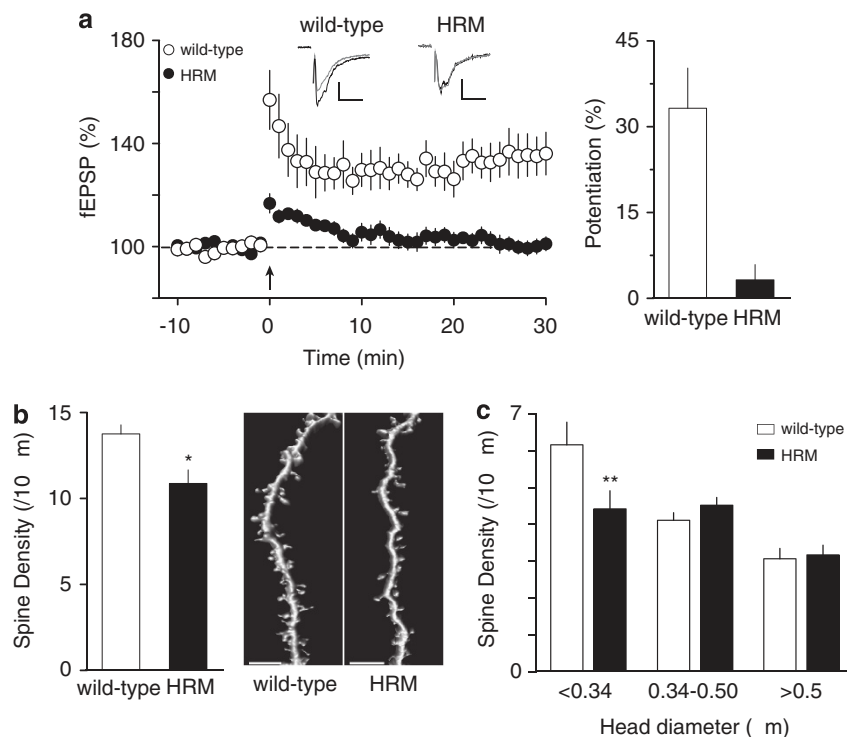 a
wild-type HRM
wild-type
HRM
180
140
100
fEPSP (%)
-10 0 10 20 30
Time (min)
45
30
15
0
Potentiation (%)
wild-type HRM
b
15
10
5
0
Spine Density (/10 m)
*
wild-type HRM
wild-type HRM
c
7
0
Spine Density (/10 m)
wild-type
HRM
**
<0.34 0.34-0.50 >0.5
Head diameter ( m)